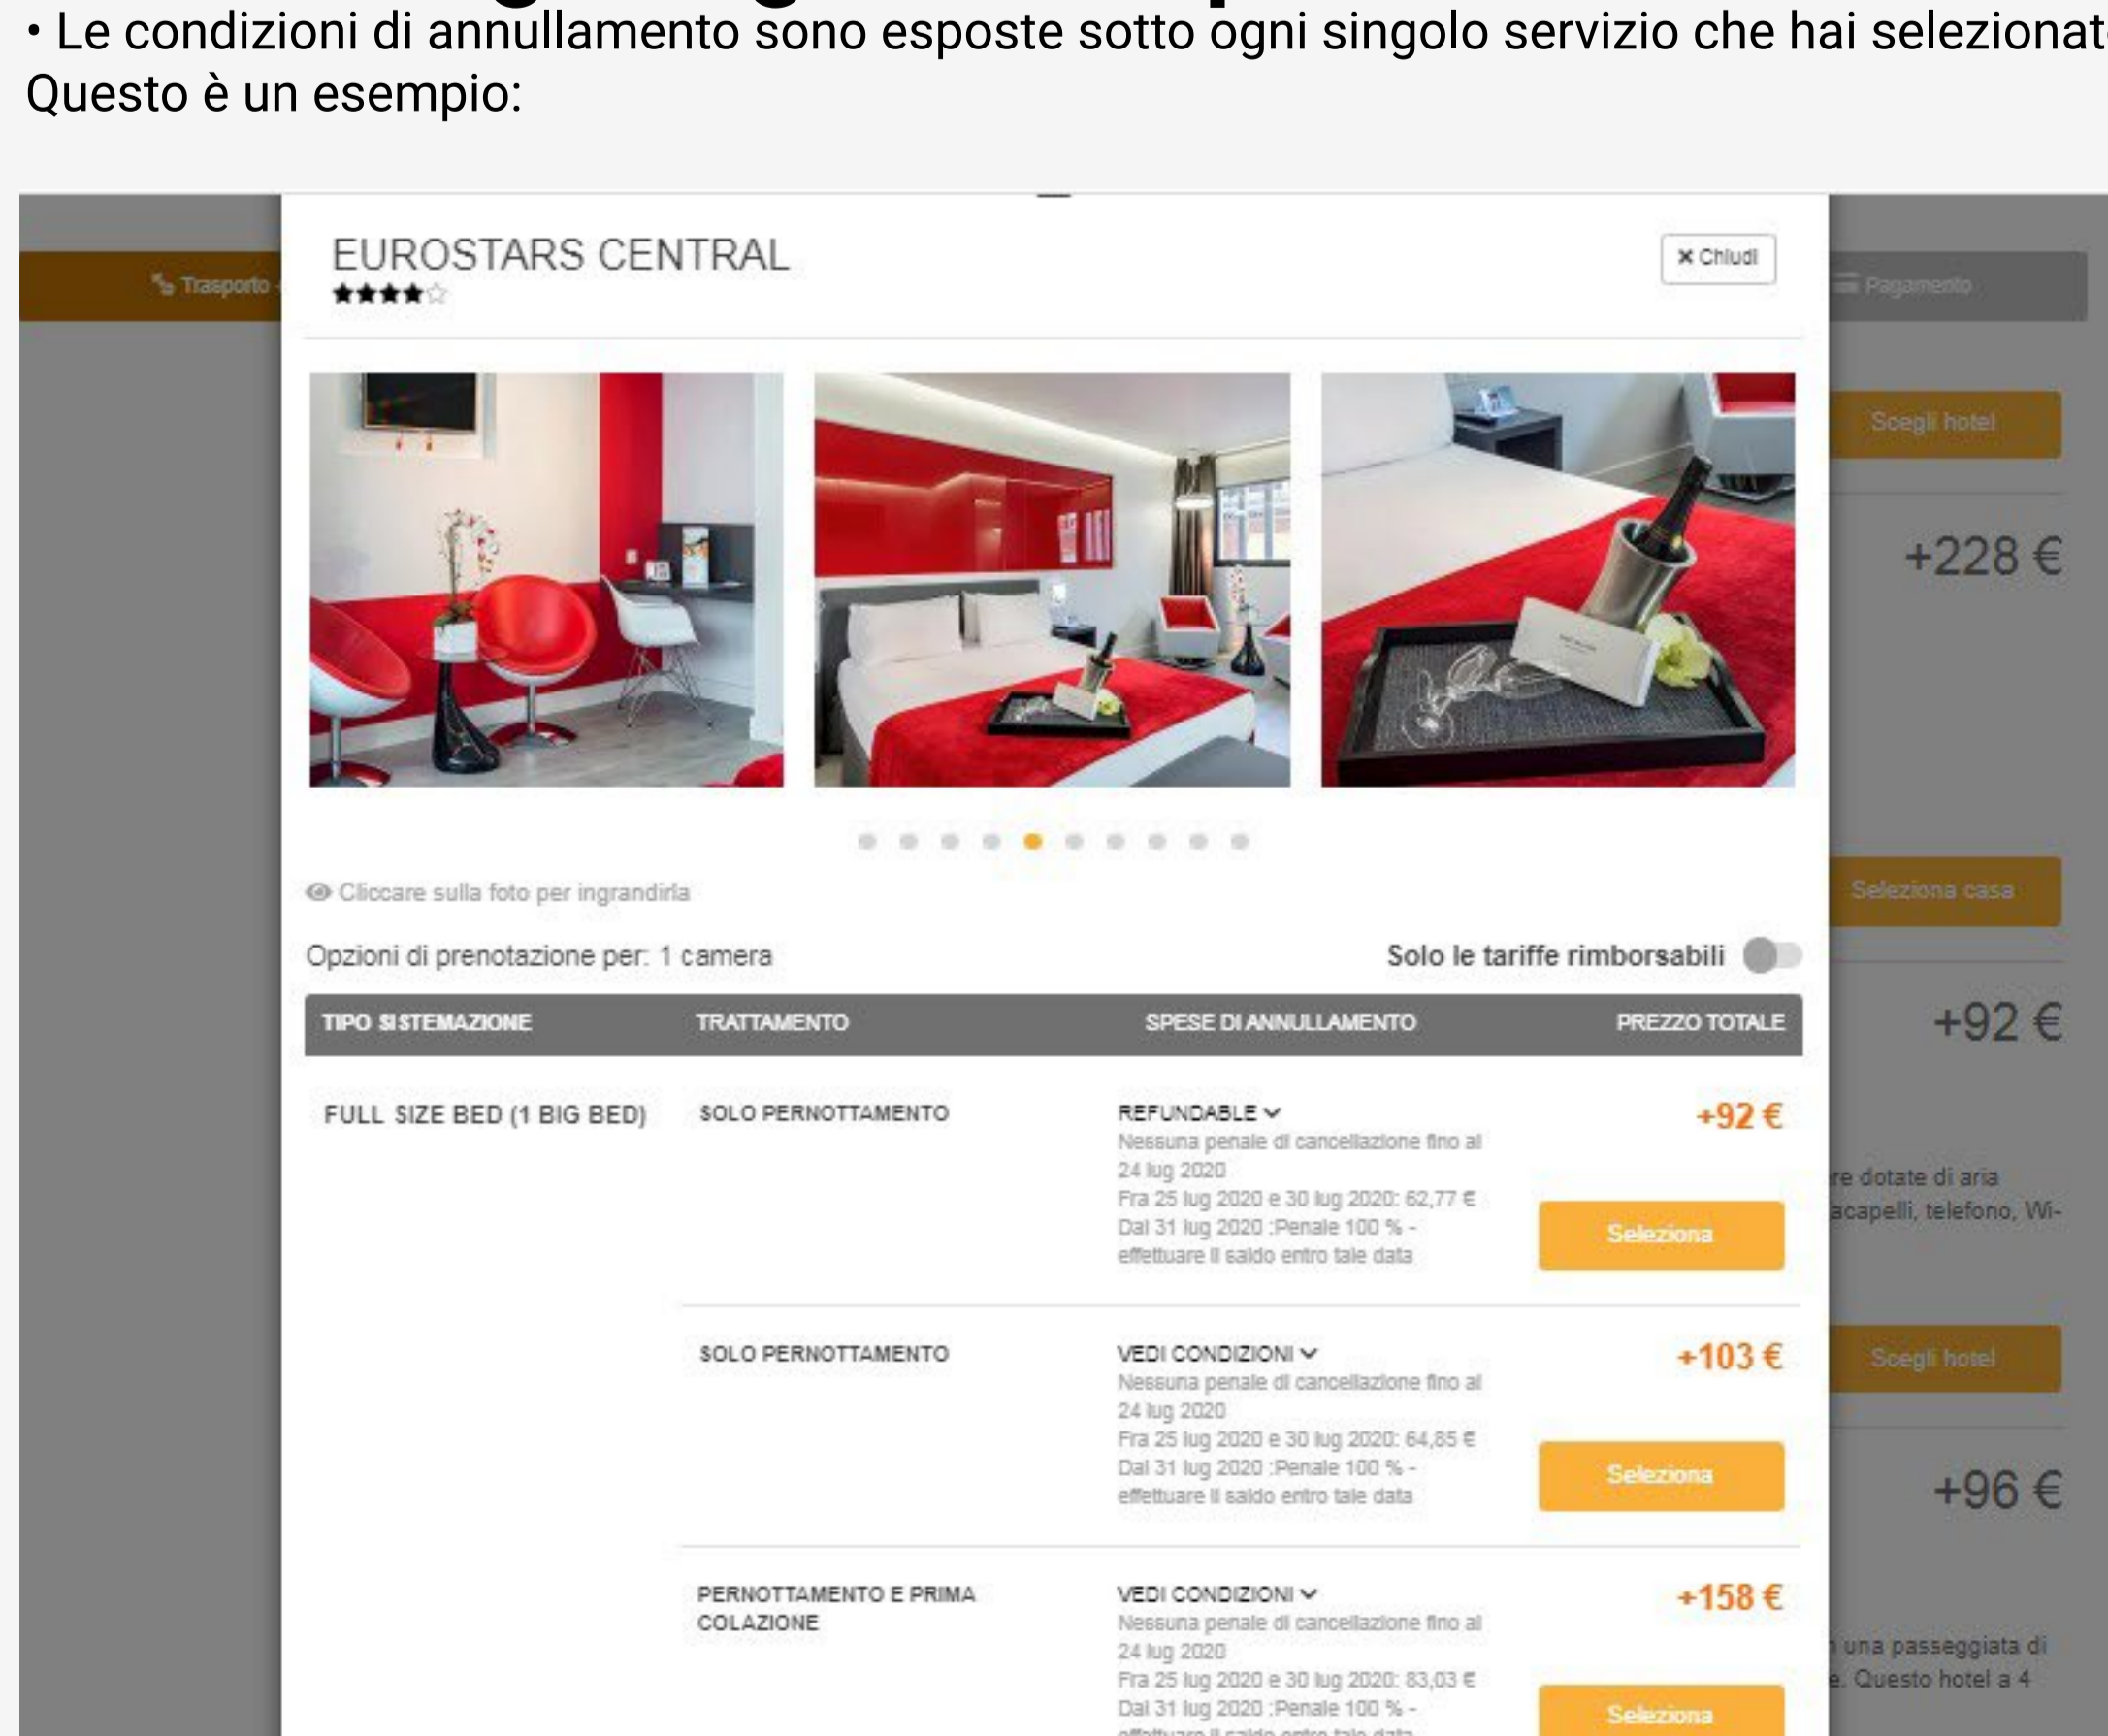 • Le condizioni di annullamento sono esposte sotto ogni singolo servizio che hai
Questo è un esempio:
EUROSTARS CENTRAL
× Chiudi
Trasporto
Pagamento
Scegli hotel
+228 €
Seleziona casa
Cliccare sulla foto per ingrandirla
Opzioni di prenotazione per: 1 camera
Solo le tariffe rimborsabili
TIPO SISTEMAZIONE TRATTAMENTO SPESE DI ANNULLAMENTO PREZZO TOTALE
+92 €
FULL SIZE BED (1 BIG BED) SOLO PERNOTTAMENTO REFUNDABLE +92 €
Nessuna penale di cancellazione fino al
24 lug 2020
Fra 25 lug 2020 e 30 lug 2020: 62,77 €
Dal 31 lug 2020 :Penale 100 % -
effettuare il saldo entro tale data
Seleziona
dotate di aria
telefono, Wi-
SOLO PERNOTTAMENTO VEDI CONDIZIONI +103 €
Nessuna penale di cancellazione fino al
24 lug 2020
Fra 25 lug 2020 e 30 lug 2020: 64,85 €
Dal 31 lug 2020 :Penale 100 % -
effettuare il saldo entro tale data
Seleziona
Scegli hotel
+96 €
PERNOTTAMENTO E PRIMA
COLAZIONE
VEDI CONDIZIONI +158 €
Nessuna penale di cancellazione fino al
24 lug 2020
Fra 25 lug 2020 e 30 lug 2020: 83,03 €
Dal 31 lug 2020 :Penale 100 % -
Seleziona
una passeggiata di
Questo hotel a 4